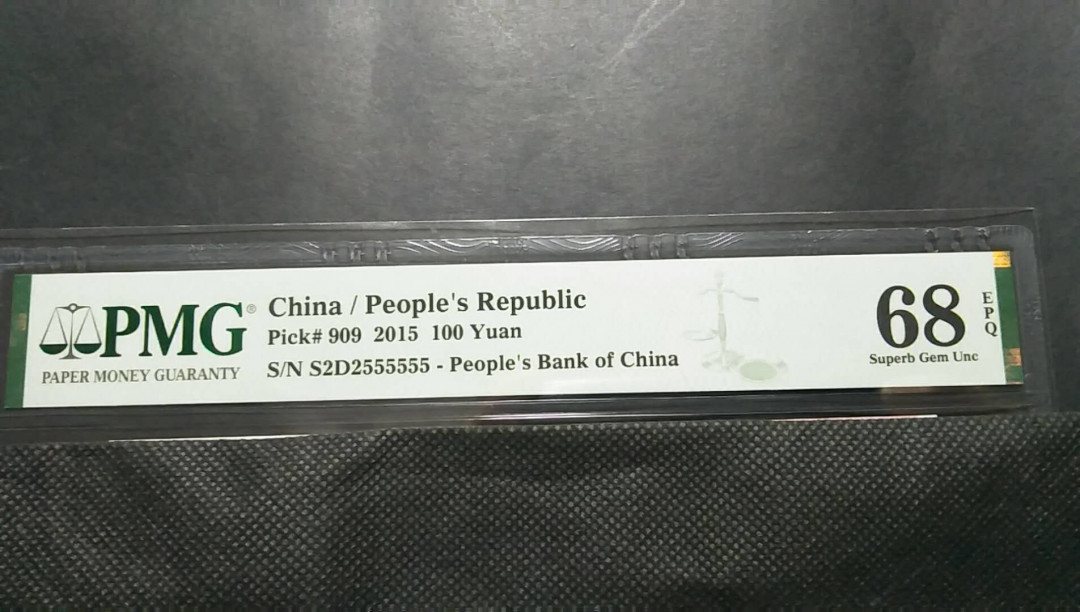 PMG®
PAPER MONEY GUARANTY
China / People's Republic
Pick# 909 2015 100 Yuan
S/N S2D2555555 - People's Bank of China
68
EPQ
Superb Gem Unc